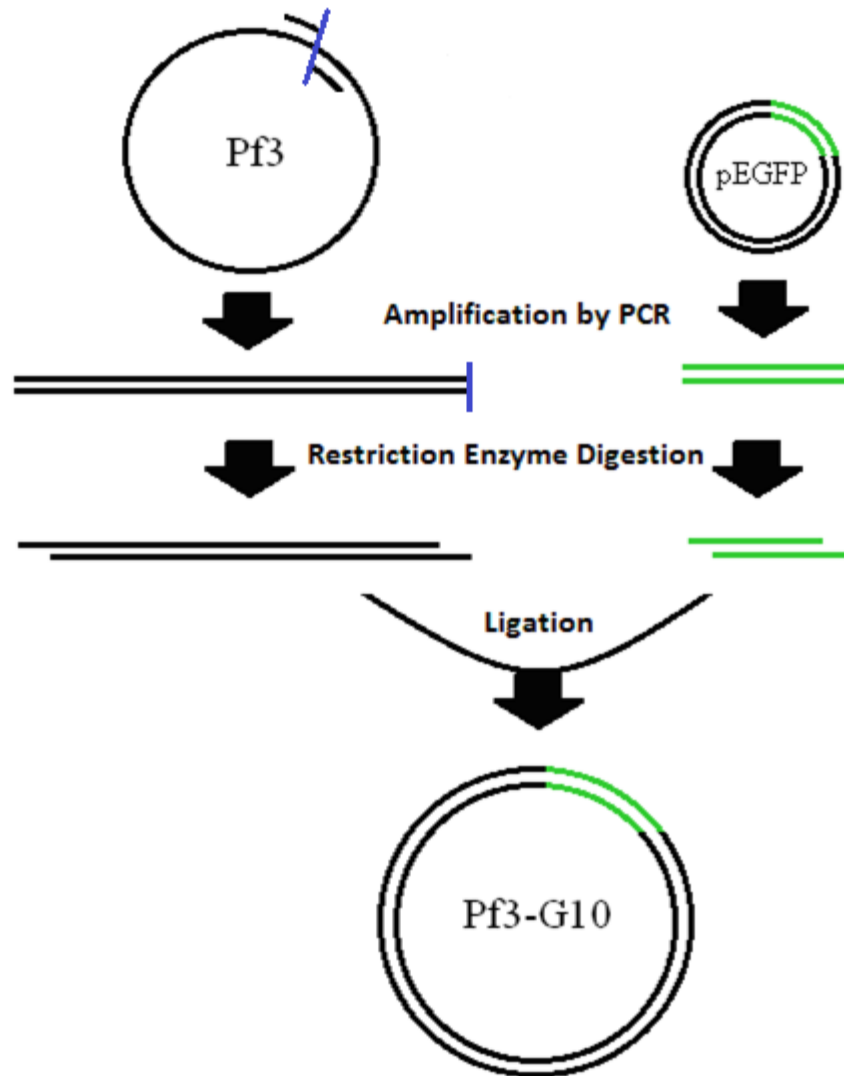 Pf3
pEGFP
Amplification by PCR
Restriction Enzyme Digestion
Ligation
Pf3-G10